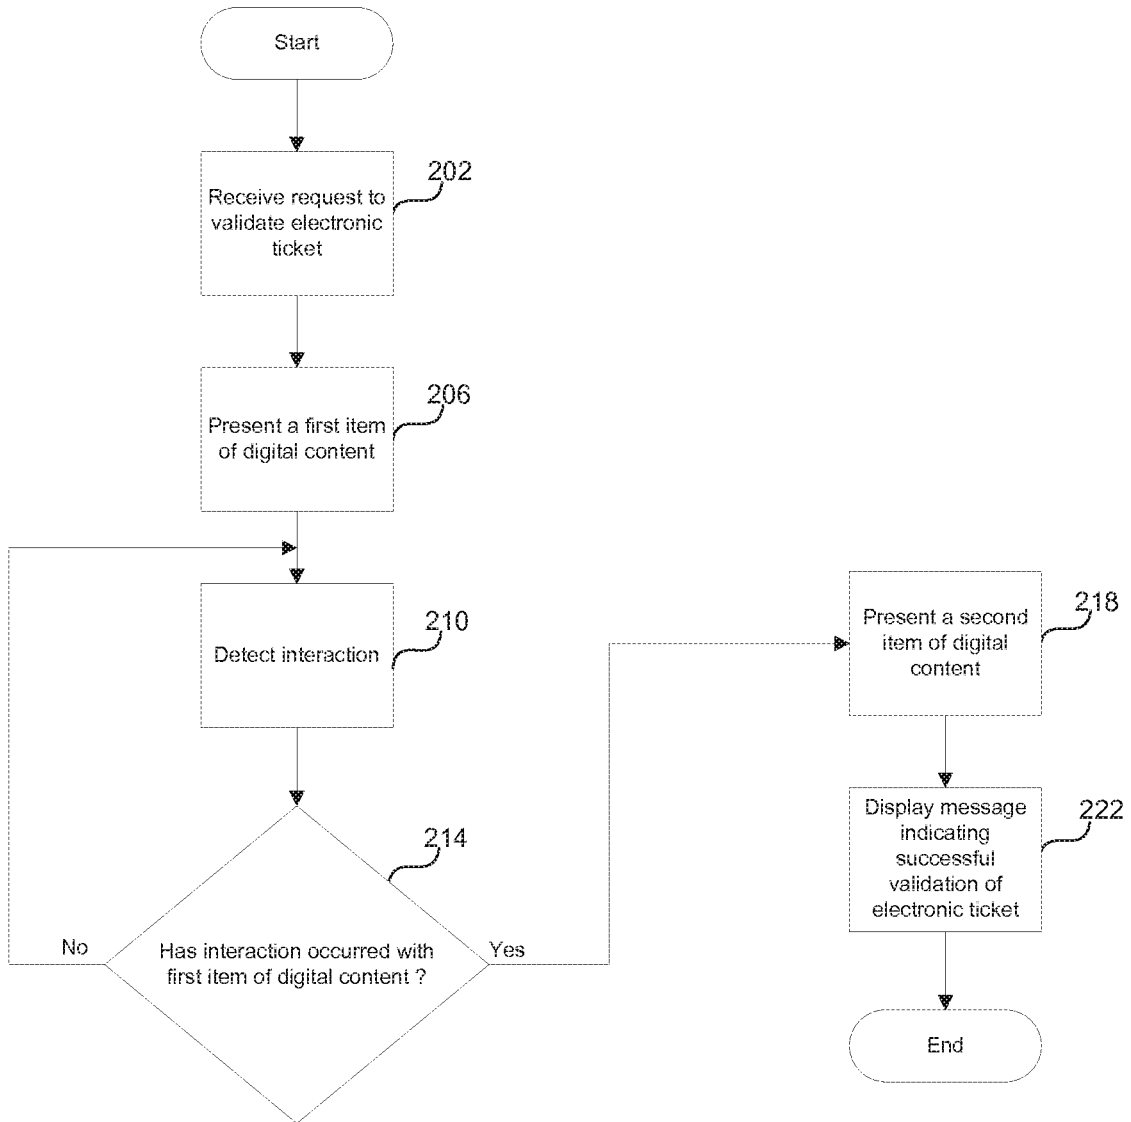 Start
202
Receive request to
validate electronic
ticket
206
Present a first item
of digital content
210
Detect interaction
214
Has interaction occurred with
first item of digital content ?
No
Yes
218
Present a second
item of digital
content
222
Display message
indicating
successful
validation of
electronic ticket
End